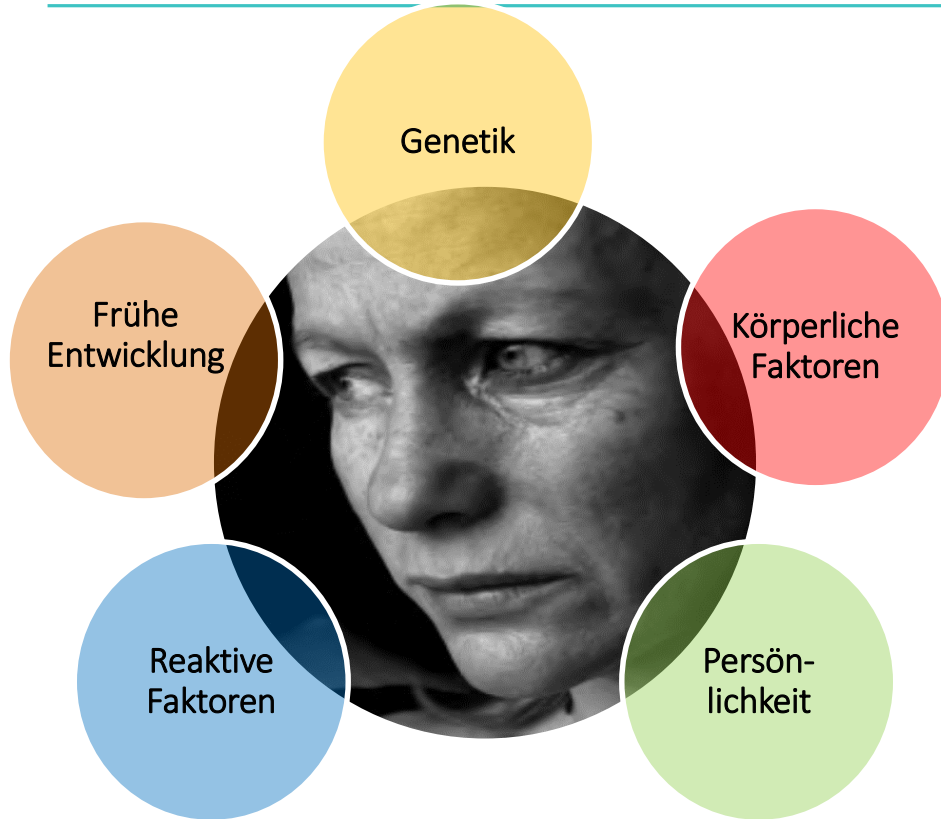 Genetik
Frühe
Entwicklung
Körperliche
Faktoren
Reaktive
Faktoren
Persön-
lichkeit